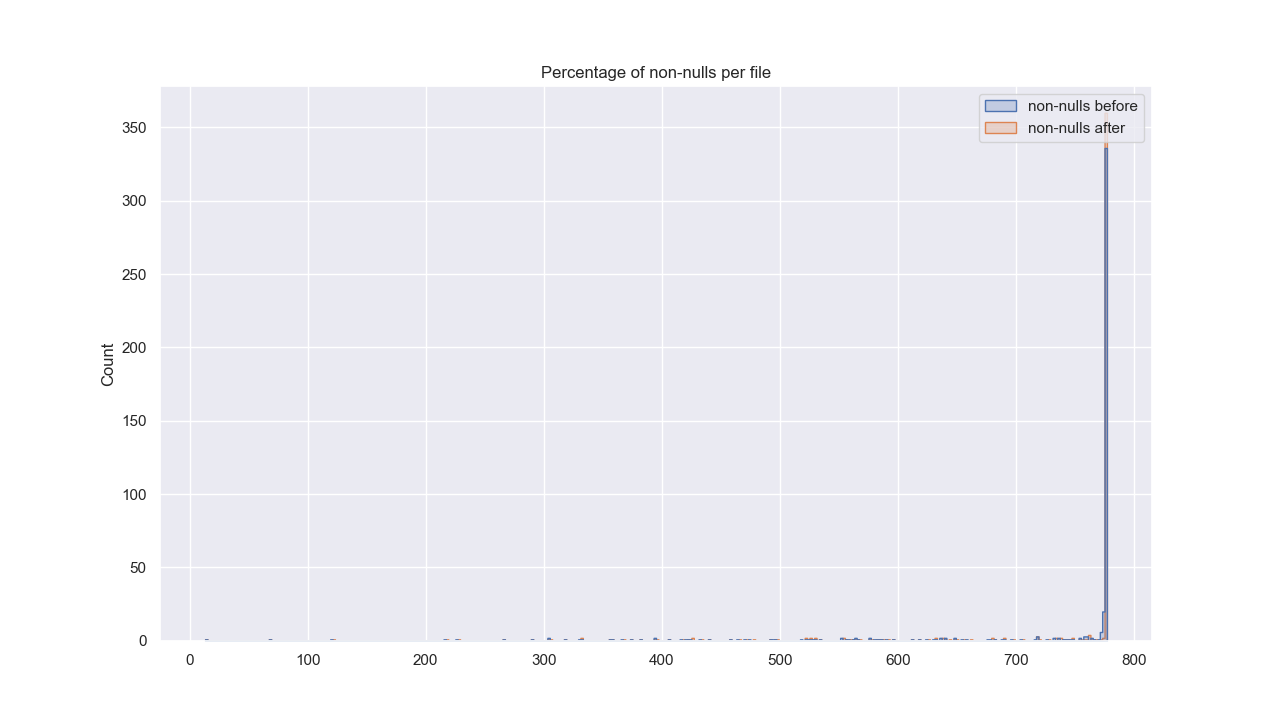 Percentage of non-nulls per file
non-nulls before
non-nulls after
350
300
250
200
150
100
50
0
Count
0 100 200 300 400 500 600 700 800